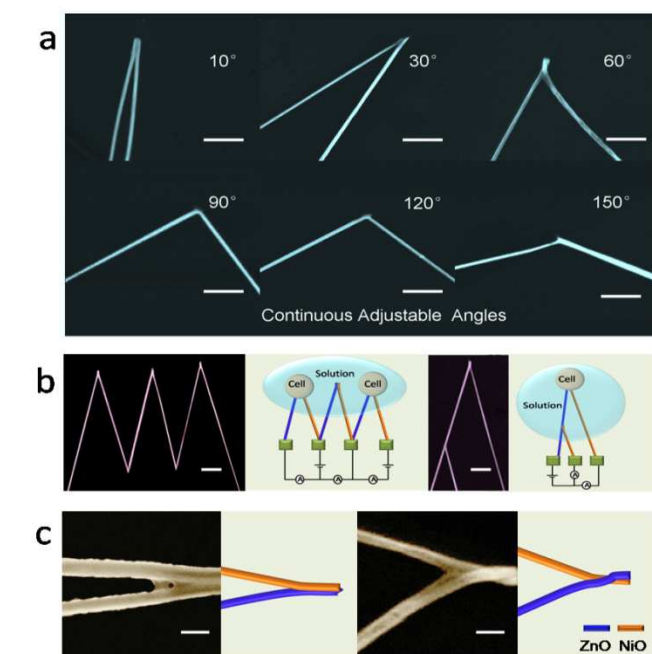 a
10°
30°
60°
90°
120°
150°
Continuous Adjustable Angles
b
Solution
Cell
Cell
A
A
A
Cell
Solution
A
A
c
ZnO
NiO